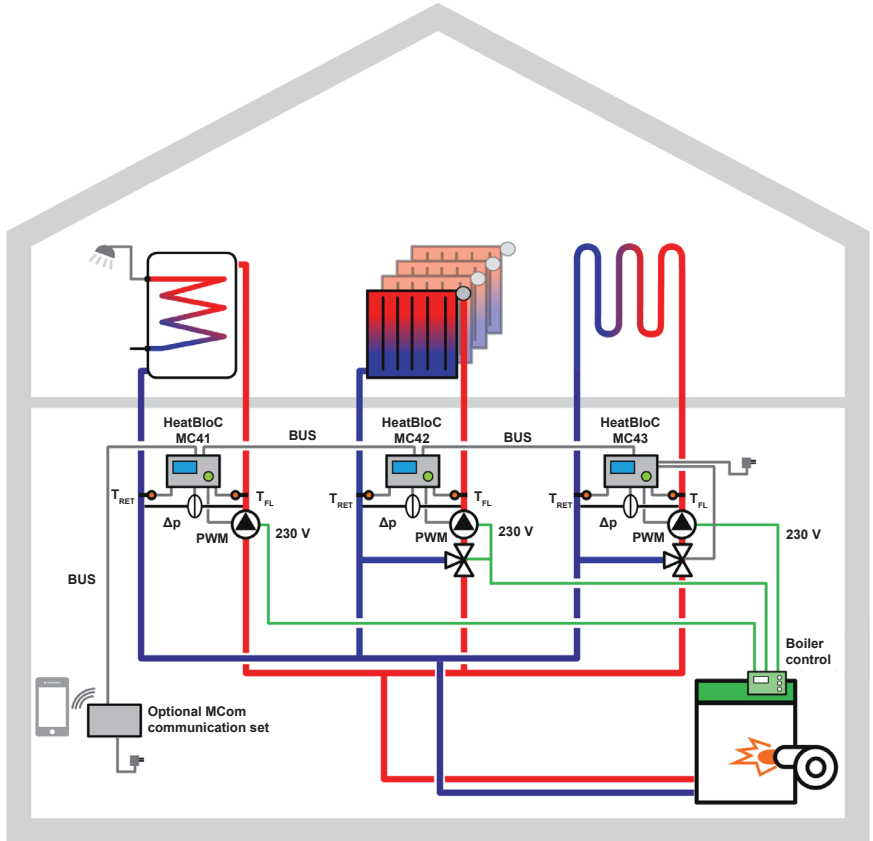 HeatBloC
MC41
BUS
HeatBloC
MC42
BUS
HeatBloC
MC43
TRET
TFL
Δp
PWM
230 V
TRET
TFL
Δp
PWM
230 V
TRET
TFL
Δp
PWM
230 V
BUS
Boiler
control
Optional MCom
communication set